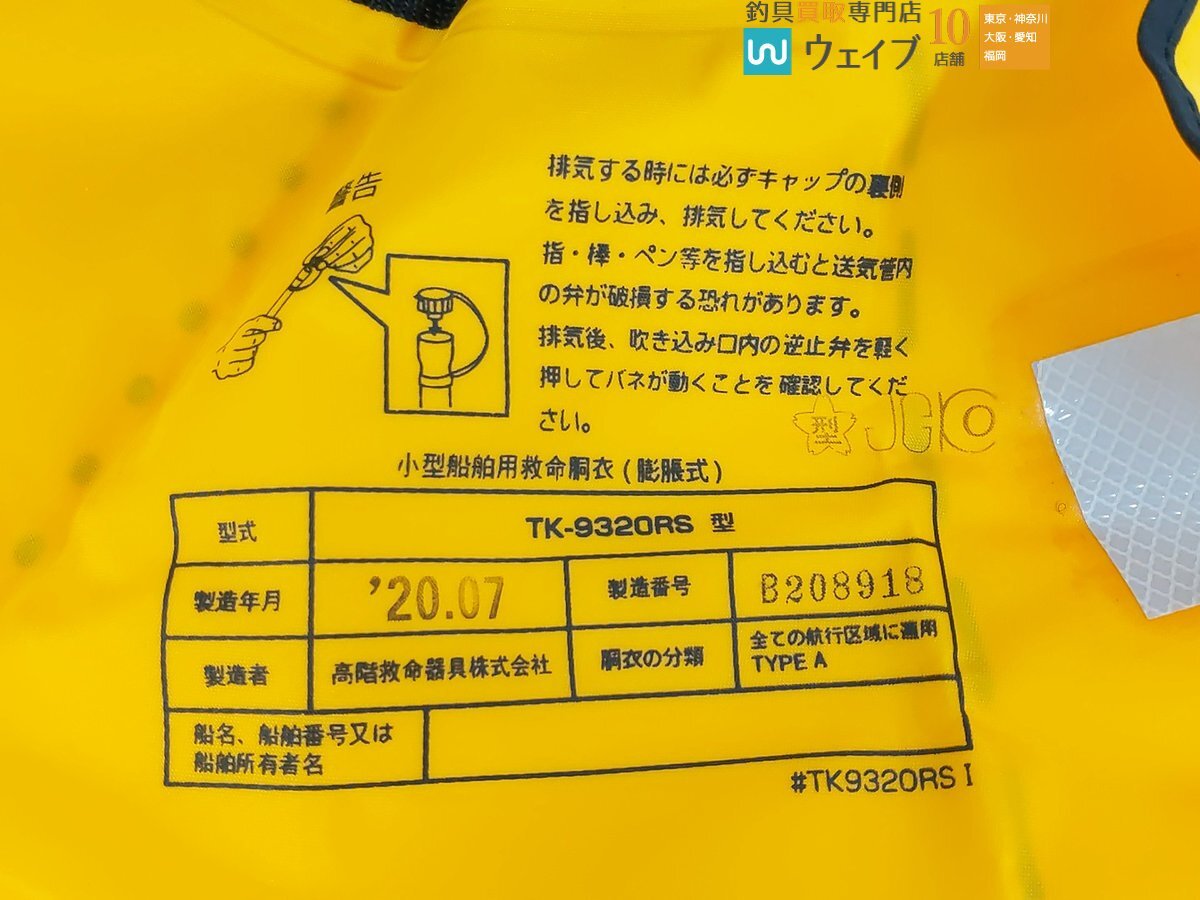 釣具買取専門店
ウェイブ
10
店舗
東京・神奈川
大阪・愛知
福岡
警告
排気する時には必ずキャップの裏側
を指し込み、排気してください。
指・棒・ペン等を指し込むと送気管内
の弁が破損する恐れがあります。
排気後、吹き込み口内の逆止弁を軽く
押してバネが動くことを確認してくだ
さい。
型 JCI
小型船舶用救命胴衣(膨脹式)
型式 TK-9320RS 型
製造年月 '20.07 製造番号 B208918
製造者 高階救命器具株式会社 胴衣の分類 全ての航行区域に適用
TYPE A
船名、船舶番号又は
船舶所有者名
#TK9320RS I